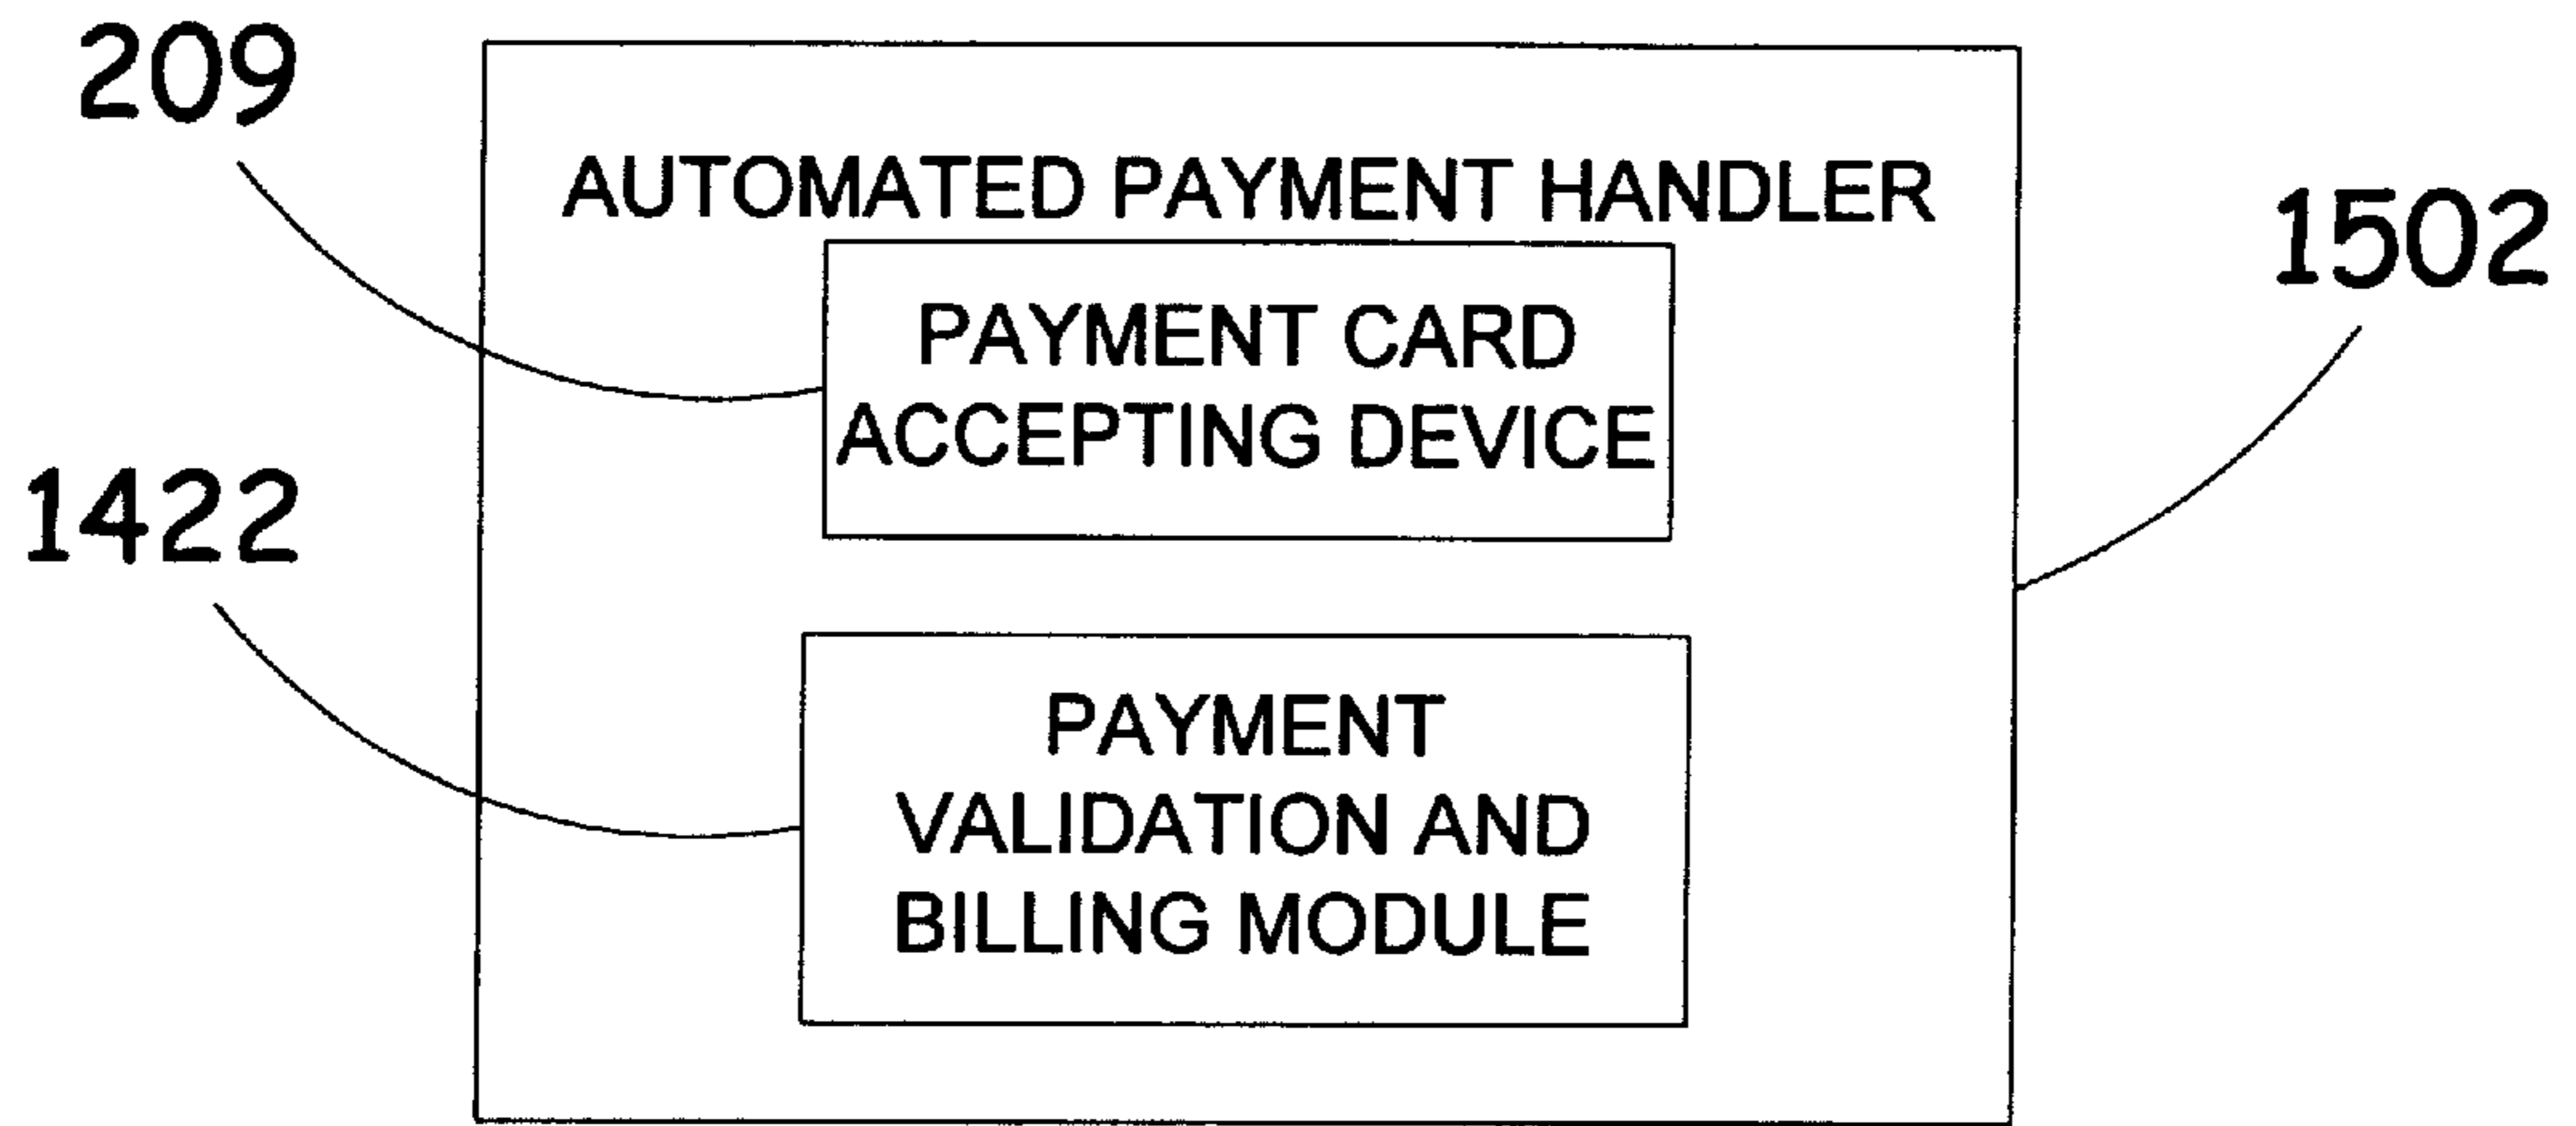 209
AUTOMATED PAYMENT HANDLER
1502
PAYMENT CARD
ACCEPTING DEVICE
1422
PAYMENT
VALIDATION AND
BILLING MODULE